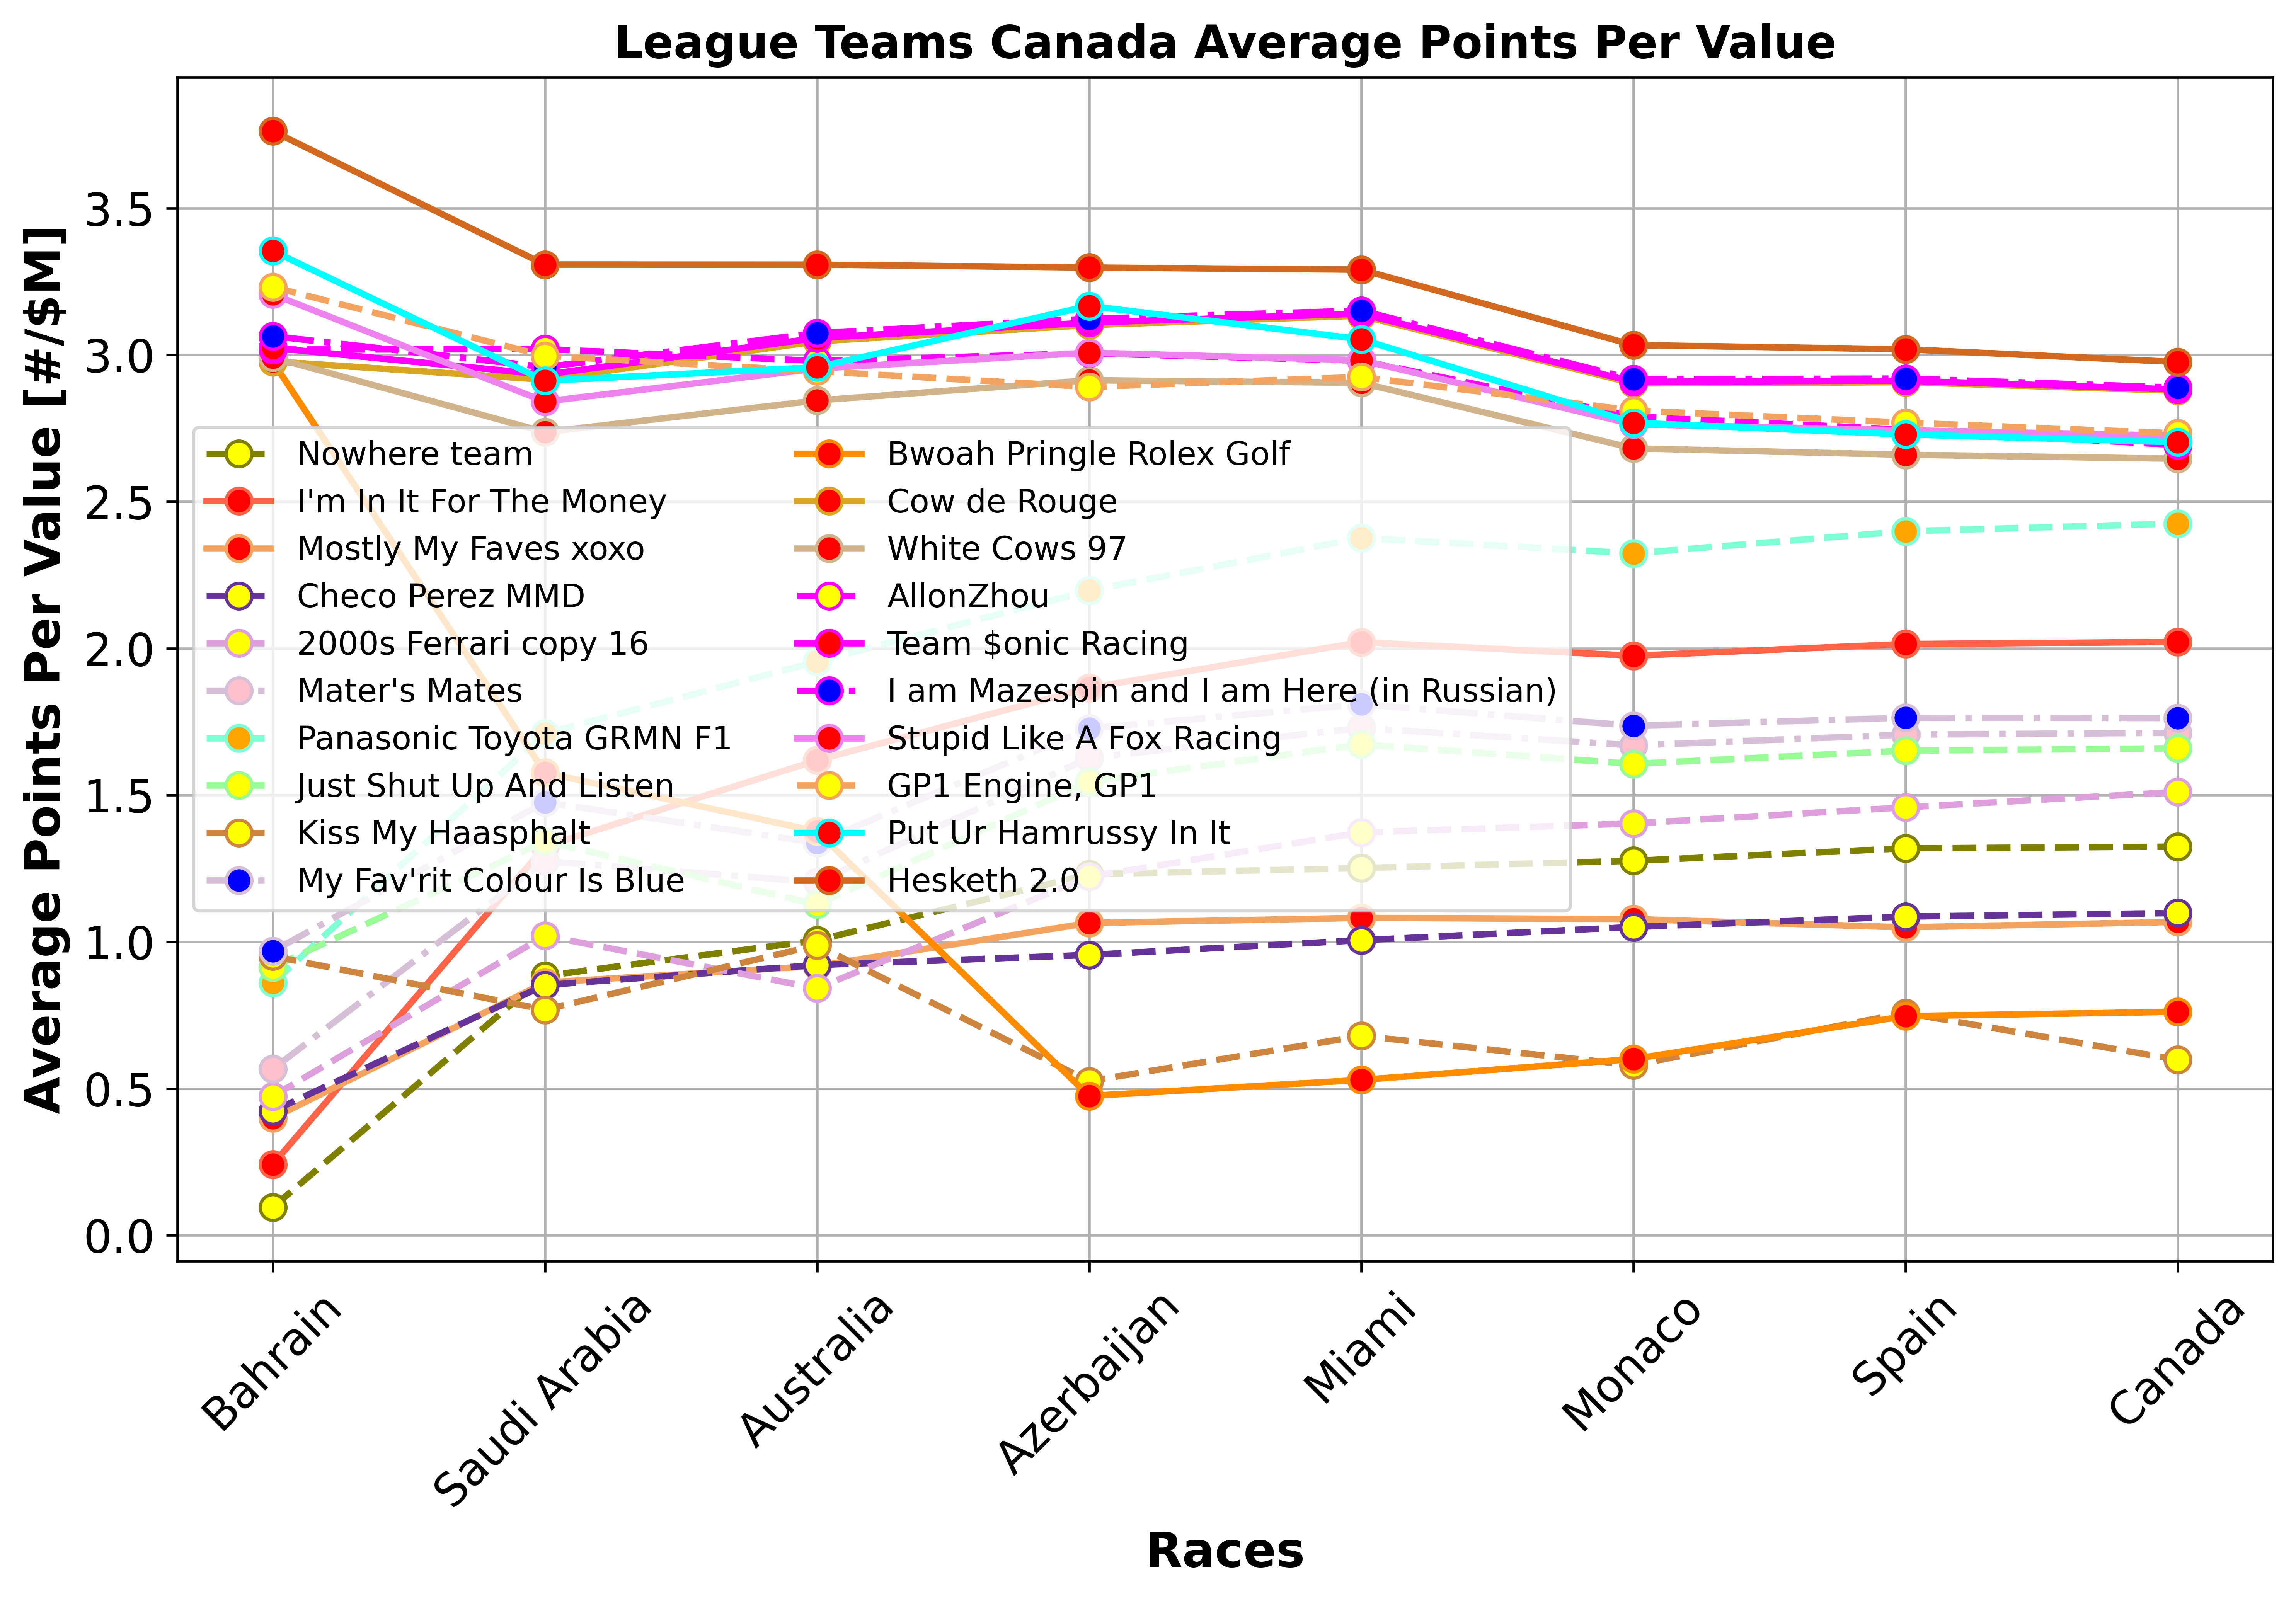 League Teams Canada Average Points Per Value
Average Points Per Value [#/$M]
3.5
3.0
2.5
2.0
1.5
1.0
0.5
0.0
Nowhere team
I'm In It For The Money
Mostly My Faves xoxo
Checo Perez MMD
2000s Ferrari copy 16
Mater's Mates
Panasonic Toyota GRMN F1
Just Shut Up And Listen
Kiss My Haasphalt
My Fav'rit Colour Is Blue
Bwoah Pringle Rolex Golf
Cow de Rouge
White Cows 97
AllonZhou
Team $onic Racing
I am Mazespin and I am Here (in Russian)
Stupid Like A Fox Racing
GP1 Engine, GP1
Put Ur Hamrussy In It
Hesketh 2.0
Bahrain
Saudi Arabia
Australia
Azerbaijan
Miami
Monaco
Spain
Canada
Races